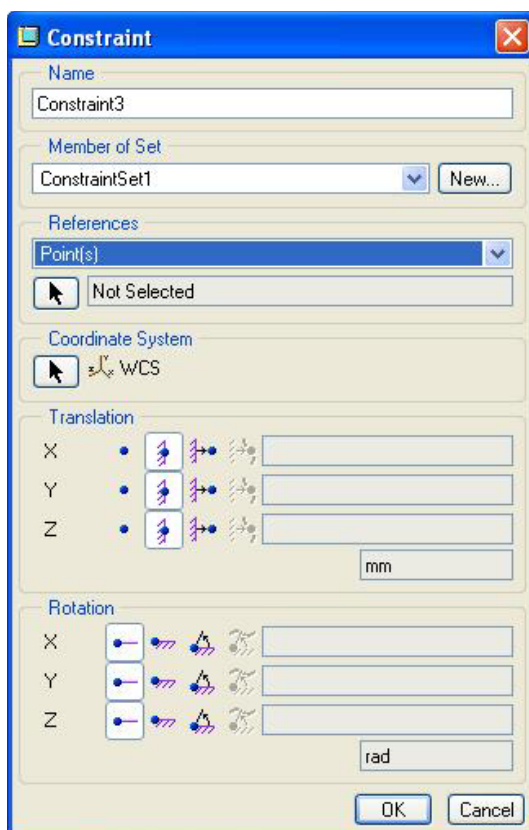 Constraint
Name
Constraint3
Member of Set
ConstraintSet1
New...
References
Point(s)
Not Selected
Coordinate System
WCS
Translation
X
Y
Z
mm
Rotation
X
Y
Z
rad
OK Cancel